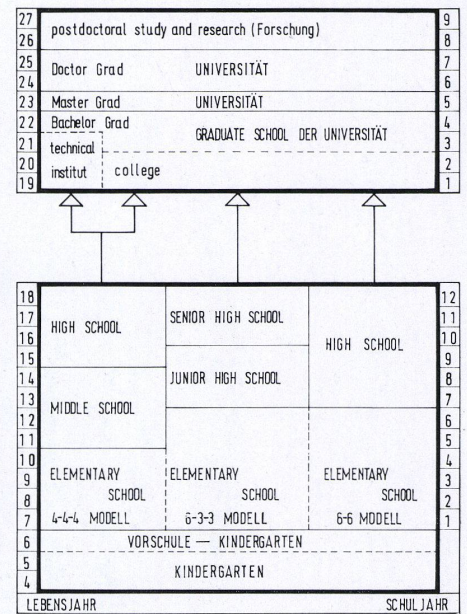 27 9
26 postdoctoral study and research (Forschung) 8
25 7
Doctor Grad UNIVERSITÄT
24 6
23 Master Grad UNIVERSITÄT 5
22 Bachelor Grad 4
GRADUATE SCHOOL DER UNIVERSITÄT
21 technical 3
20 institut college 2
19 1
18 12
17 SENIOR HIGH SCHOOL 11
HIGH SCHOOL
16 10
HIGH SCHOOL
15 9
14 JUNIOR HIGH SCHOOL 8
13 7
MIDDLE SCHOOL
12 6
11 5
10 4
ELEMENTARY ELEMENTARY ELEMENTARY
9 3
8 SCHOOL SCHOOL SCHOOL 2
7 4-4-4 MODELL 6-3-3 MODELL 6-6 MODELL 1
6 VORSCHULE — KINDERGARTEN
5
KINDERGARTEN
4
LEBENSJAHR SCHULJAHR